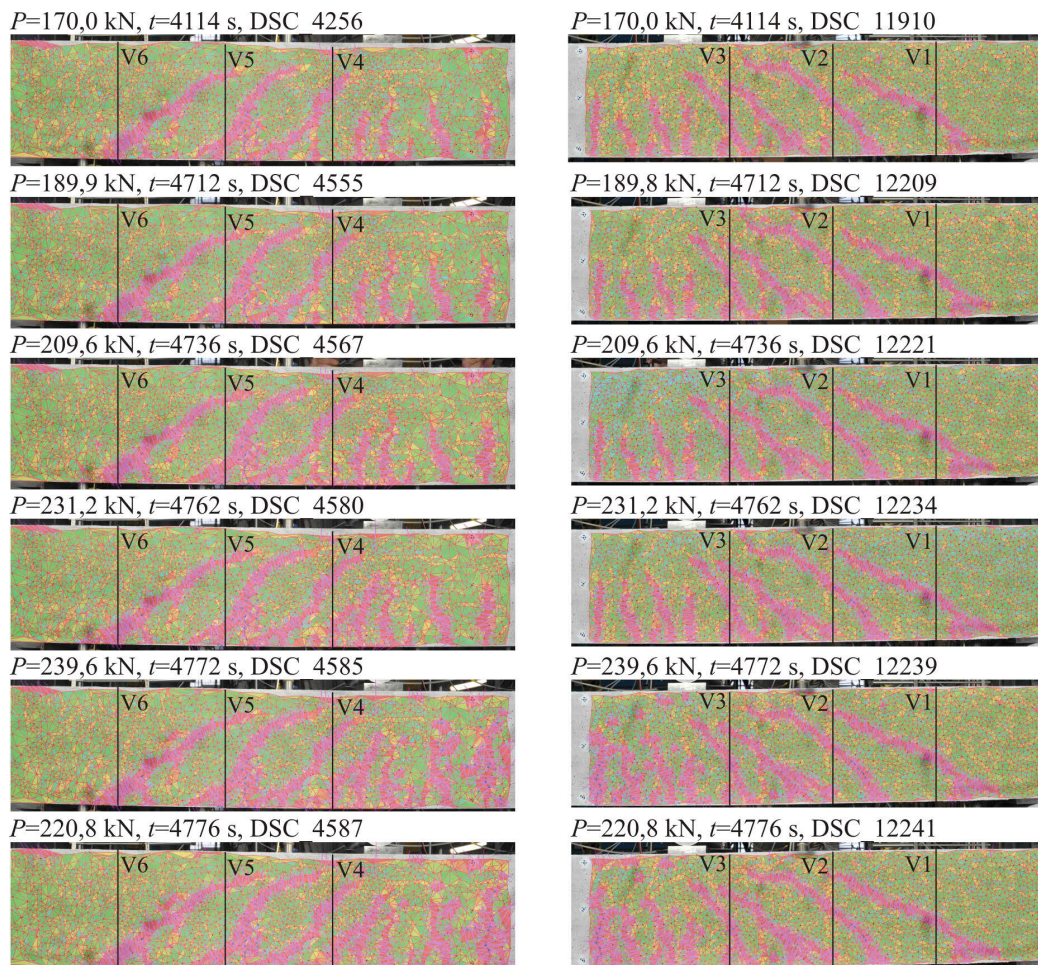 P=170,0 kN, t=4114 s, DSC 4256
V6 V5 V4
P=170,0 kN, t=4114 s, DSC 11910
V3 V2 V1
P=189,9 kN, t=4712 s, DSC 4555
V6 V5 V4
P=189,8 kN, t=4712 s, DSC 12209
V3 V2 V1
P=209,6 kN, t=4736 s, DSC 4567
V6 V5 V4
P=209,6 kN, t=4736 s, DSC 12221
V3 V2 V1
P=231,2 kN, t=4762 s, DSC 4580
V6 V5 V4
P=231,2 kN, t=4762 s, DSC 12234
V3 V2 V1
P=239,6 kN, t=4772 s, DSC 4585
V6 V5 V4
P=239,6 kN, t=4772 s, DSC 12239
V3 V2 V1
P=220,8 kN, t=4776 s, DSC 4587
V6 V5 V4
P=220,8 kN, t=4776 s, DSC 12241
V3 V2 V1